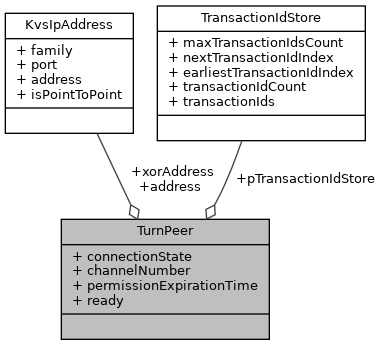 KvsIpAddress
+ family
+ port
+ address
+ isPointToPoint
TransactionIdStore
+ maxTransactionIdsCount
+ nextTransactionIdIndex
+ earliestTransactionIdIndex
+ transactionIdCount
+ transactionIds
+xorAddress
+address
+pTransactionIdStore
TurnPeer
+ connectionState
+ channelNumber
+ permissionExpirationTime
+ ready